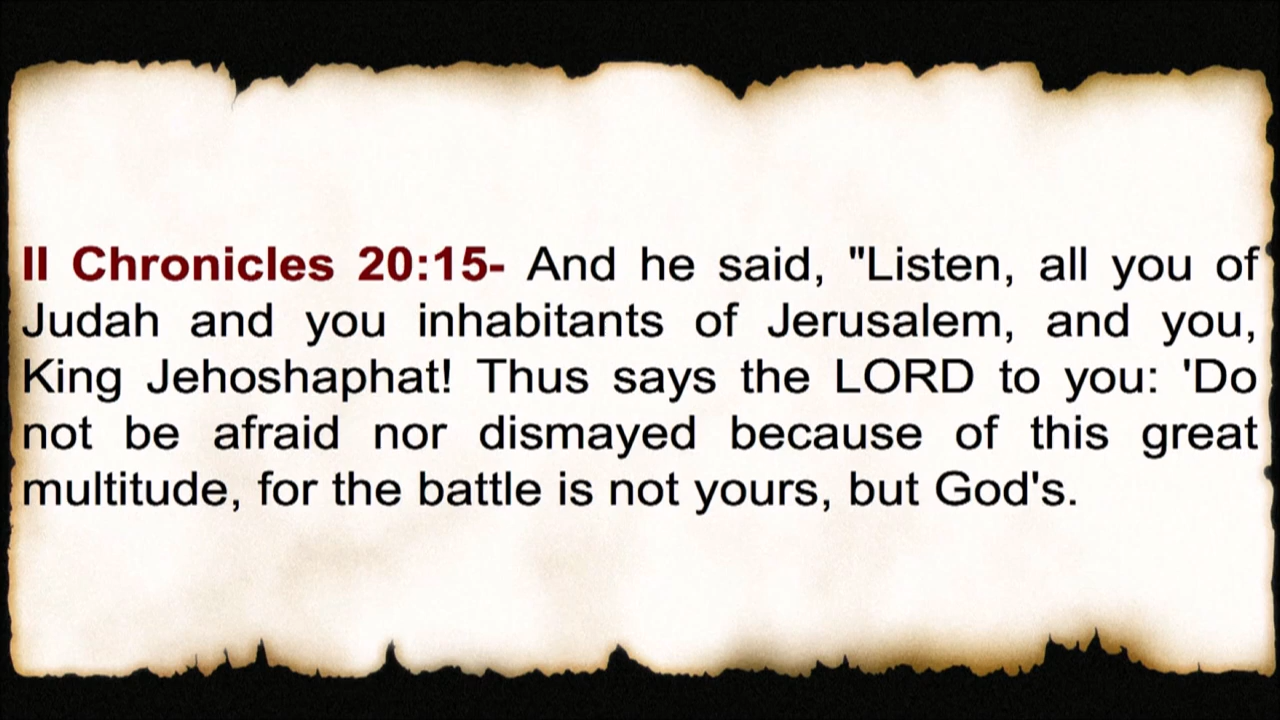 II Chronicles 20:15- And he said, "Listen, all you of
Judah and you inhabitants of Jerusalem, and you,
King Jehoshaphat! Thus says the LORD to you: 'Do
not be afraid nor dismayed because of this great
multitude, for the battle is not yours, but God's.